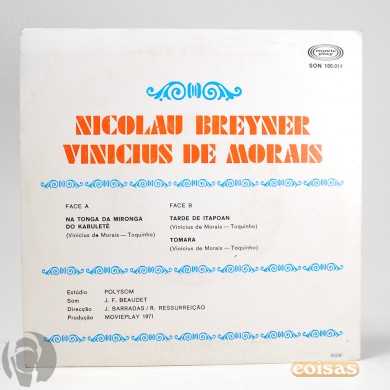 movie play
SON 100.014
NICOLAU BREYNER
VINICIUS DE MORAIS
FACE A
NA TONGA DA MIRONGA
DO KABULETÊ
(Vinicius de Morais — Toquinho)
FACE B
TARDE DE ITAPOAN
(Vinicius de Morais — Toquinho)
TOMARA
(Vinicius de Morais — Toquinho)
Estúdio POLYSOM
Som J. F. BEAUDET
Direcção J. BARRADAS / R. RESSURREIÇÃO
Produção MOVIEPLAY 1971
coisas